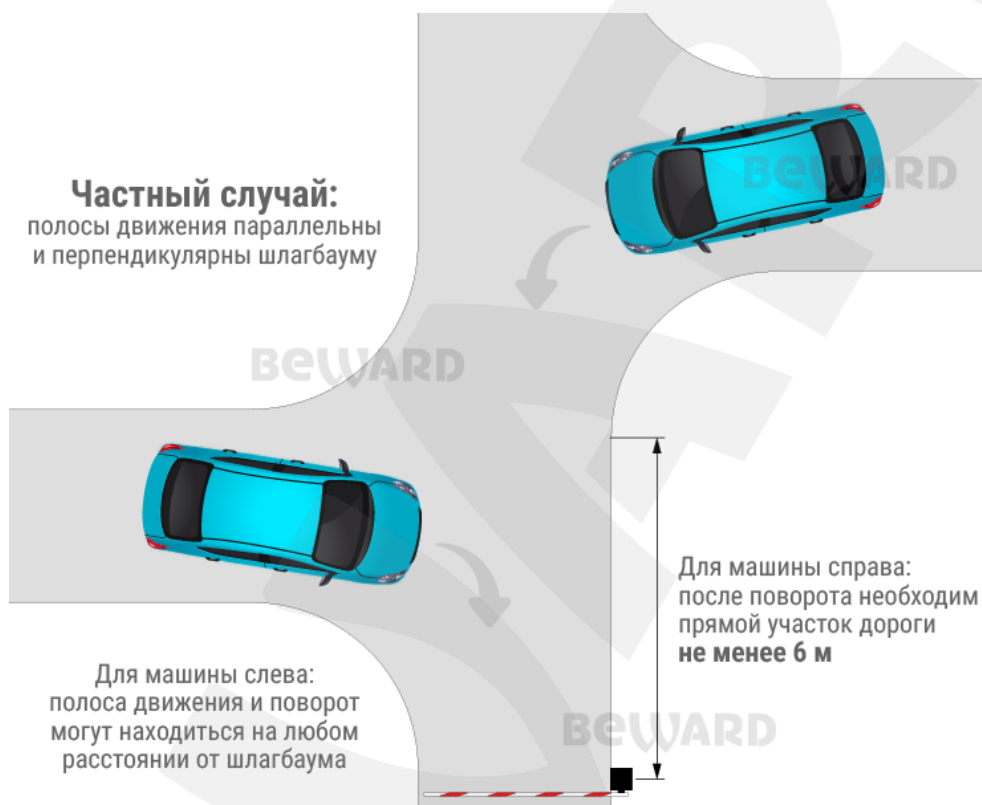 Частный случай:
полосы движения параллельны
и перпендикулярны шлагбауму
BEWARD
BEWARD
Для машины справа:
после поворота необходим
прямой участок дороги
не менее 6 м
Для машины слева:
полоса движения и поворот
могут находиться на любом
расстоянии от шлагбаума
BEWARD